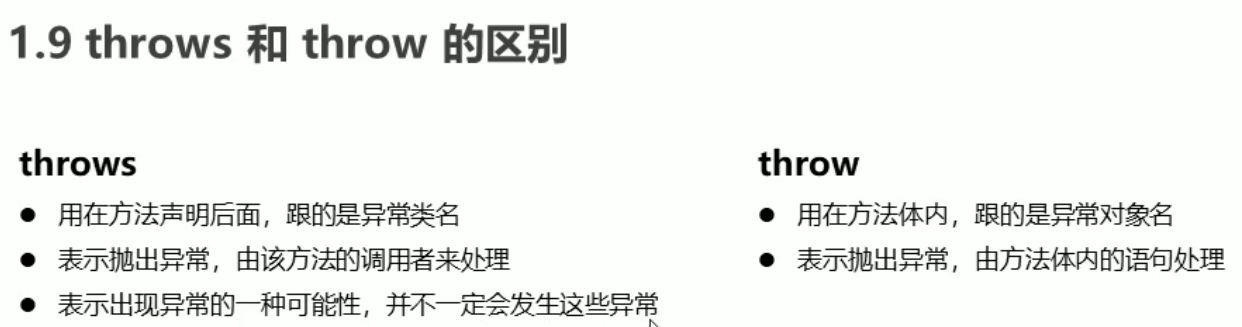 1.9 throws 和 throw 的区别
throws
● 用在方法声明后面，跟的是异常类名
● 表示抛出异常，由该方法的调用者来处理
● 表示出现异常的一种可能性，并不一定会发生这些异常
throw
● 用在方法体内，跟的是异常对象名
● 表示抛出异常，由方法体内的语句处理